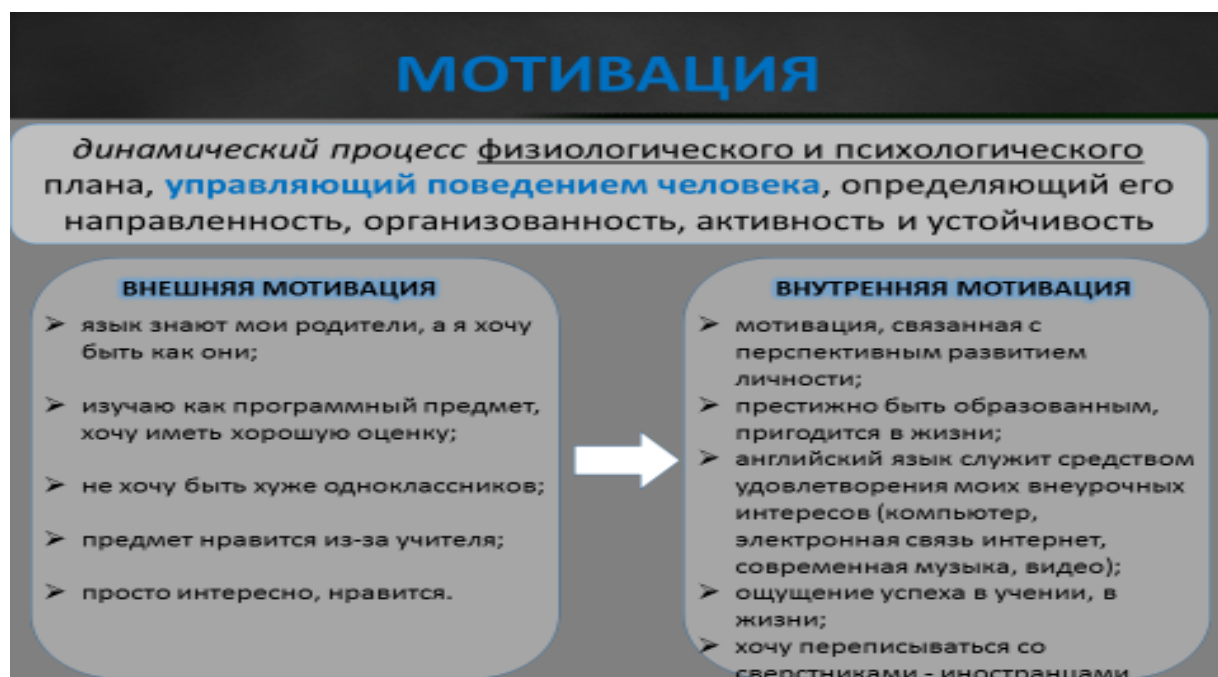 МОТИВАЦИЯ
динамический процесс физиологического и психологического
плана, управляющий поведением человека, определяющий его
направленность, организованность, активность и устойчивость
ВНЕШНЯЯ МОТИВАЦИЯ
➢ язык знают мои родители, а я хочу
быть как они;
➢ изучаю как программный предмет,
хочу иметь хорошую оценку;
➢ не хочу быть хуже одноклассников;
➢ предмет нравится из-за учителя;
➢ просто интересно, нравится.
ВНУТРЕННЯЯ МОТИВАЦИЯ
➢ мотивация, связанная с
перспективным развитием
личности;
➢ престижно быть образованным,
пригодится в жизни;
➢ английский язык служит средством
удовлетворения моих внеурочных
интересов (компьютер,
электронная связь интернет,
современная музыка, видео);
➢ ощущение успеха в учении, в
жизни;
➢ хочу переписываться со
сверстниками - иностранцами